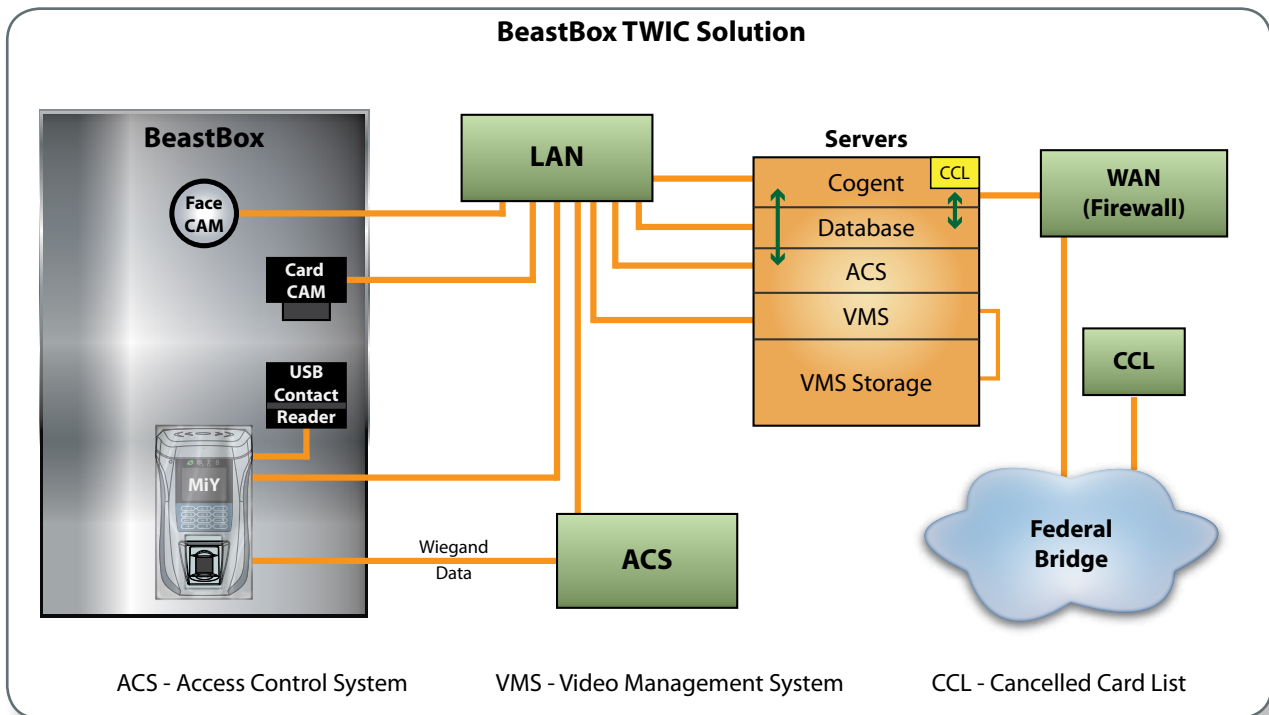 BeastBox TWIC Solution
BeastBox
Face
CAM
Card
CAM
USB
Contact
Reader
MiY
LAN
Wiegand
Data
ACS
Servers
Cogent
CCL
Database
ACS
VMS
VMS Storage
WAN
(Firewall)
CCL
Federal
Bridge
ACS - Access Control System
VMS - Video Management System
CCL - Cancelled Card List